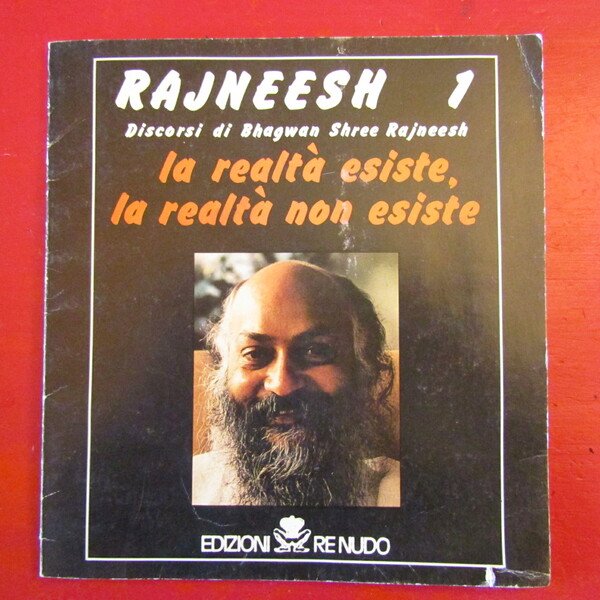 RAJNEESH 1
Discorsi di Bhagwan Shree Rajneesh
la realtà esiste,
la realtà non esiste
EDIZIONI RE NUDO